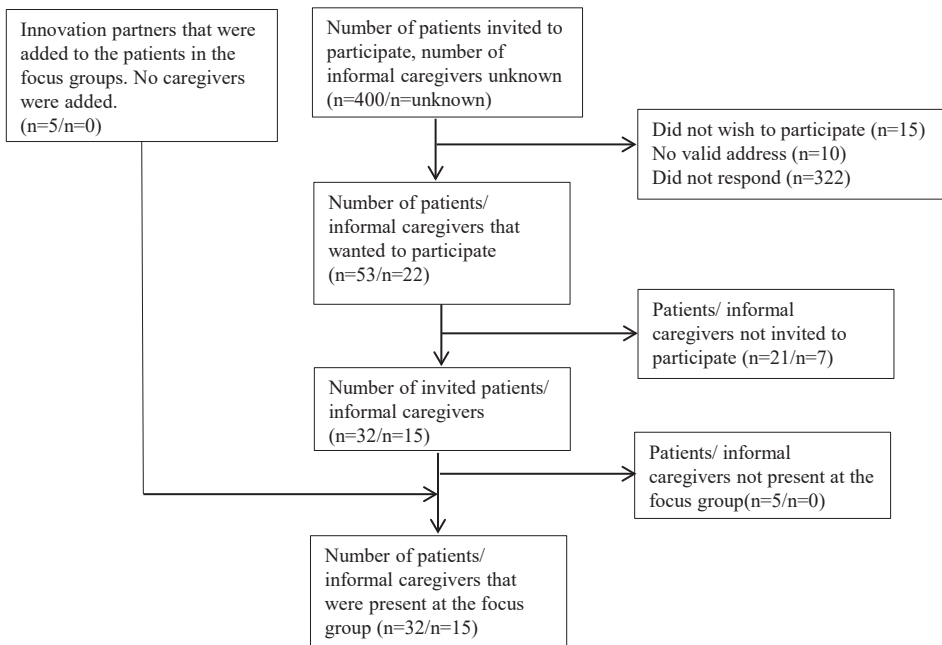 Innovation partners that were
added to the patients in the
focus groups. No caregivers
were added.
(n=5/n=0)
Number of patients invited to
participate, number of
informal caregivers unknown
(n=400/n=unknown)
Did not wish to participate (n=15)
No valid address (n=10)
Did not respond (n=322)
Number of patients/
informal caregivers that
wanted to participate
(n=53/n=22)
Patients/ informal
caregivers not invited to
participate (n=21/n=7)
Number of invited patients/
informal caregivers
(n=32/n=15)
Patients/ informal
caregivers not present at the
focus group(n=5/n=0)
Number of patients/
informal caregivers that
were present at the focus
group (n=32/n=15)